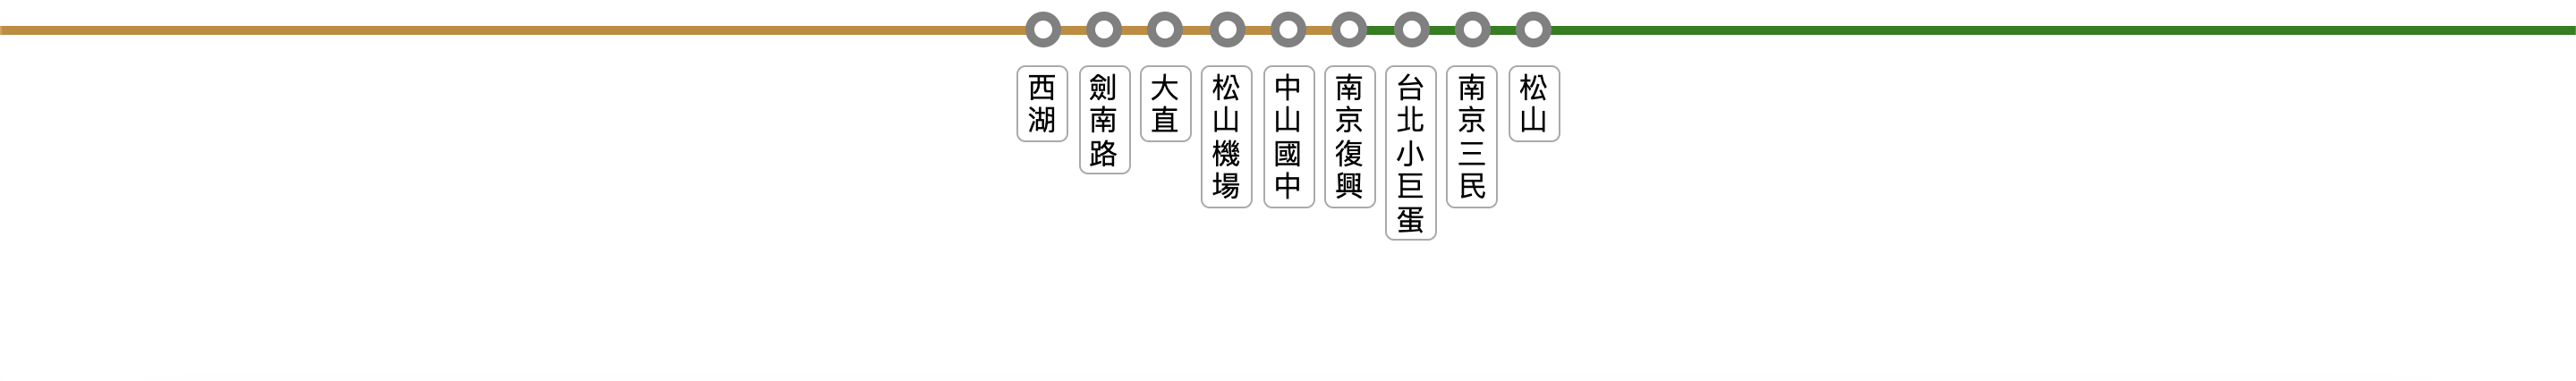 西湖
劍南路
大直
松山機場
中山國中
南京復興
台北小巨蛋
南京三民
松山